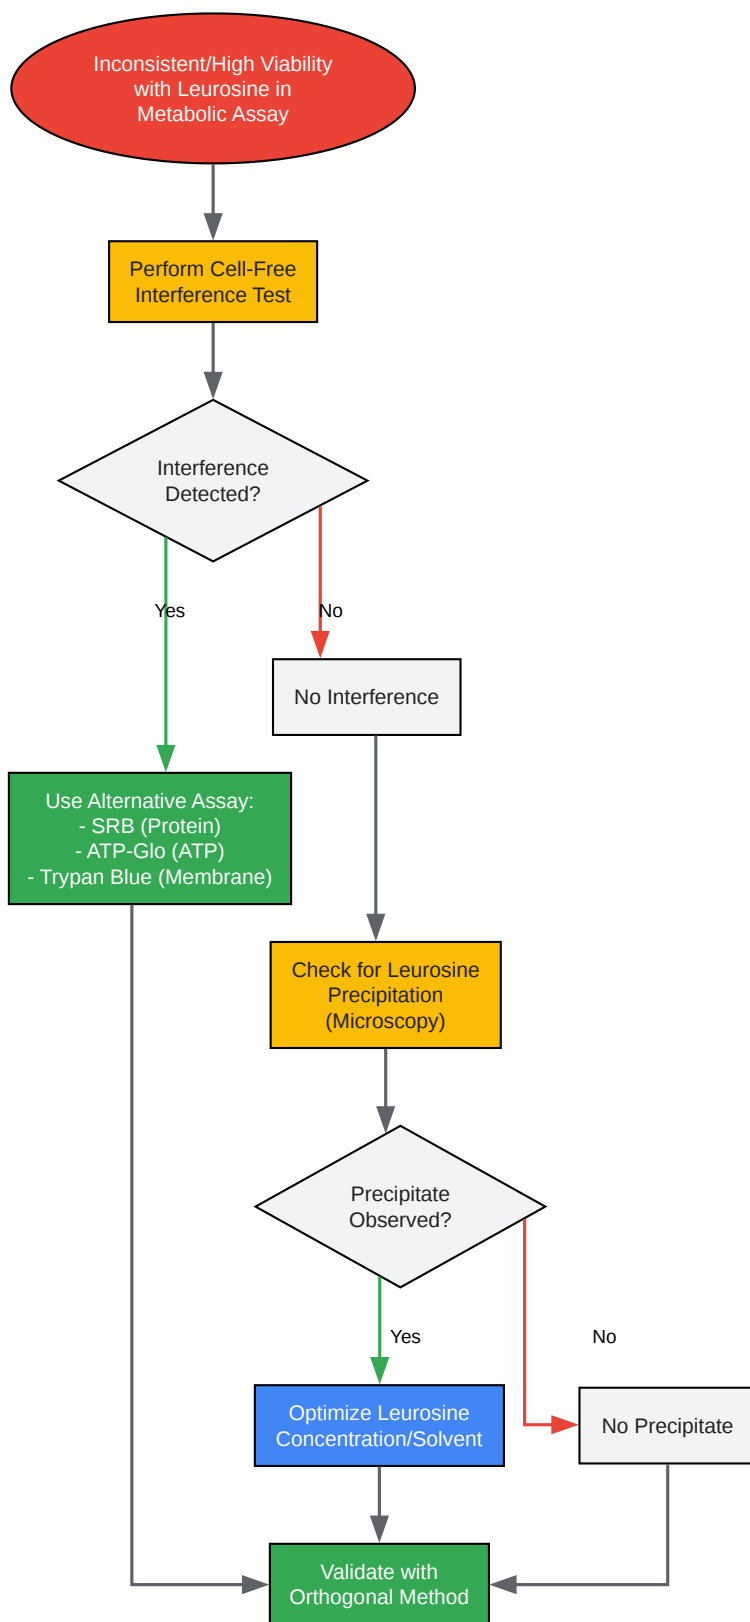 Inconsistent/High Viability
with Leurosine in
Metabolic Assay
Perform Cell-Free
Interference Test
Interference
Detected?
Yes
No
No Interference
Use Alternative Assay:
- SRB (Protein)
- ATP-Glo (ATP)
- Trypan Blue (Membrane)
Check for Leurosine
Precipitation
(Microscopy)
Precipitate
Observed?
Yes
No
Optimize Leurosine
Concentration/Solvent
No Precipitate
Validate with
Orthogonal Method